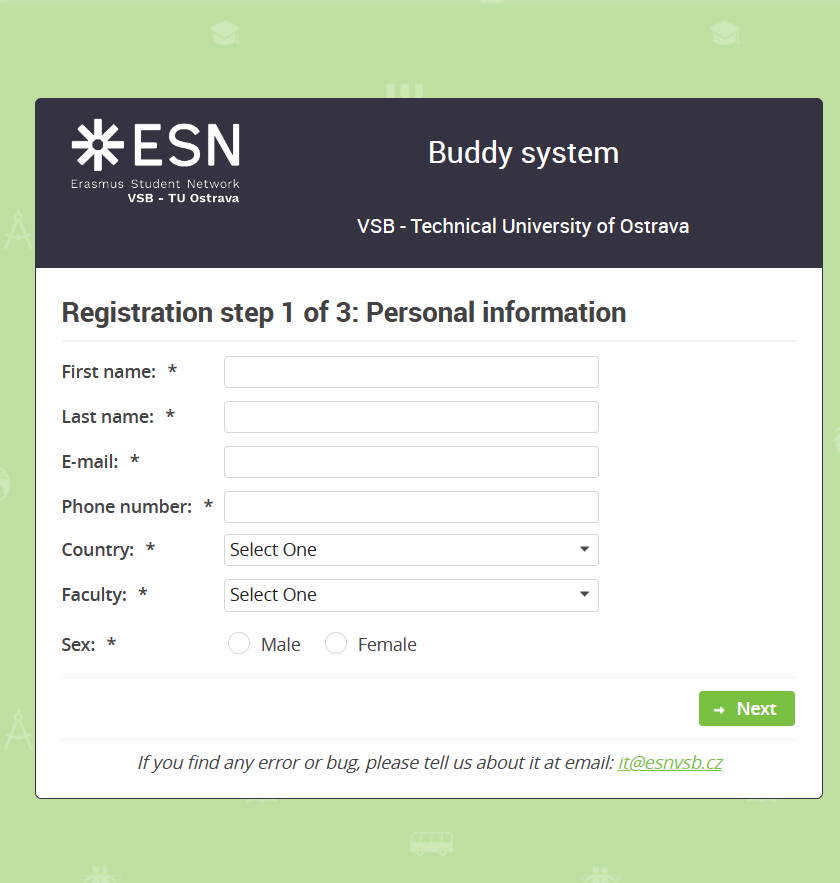 ESN
Erasmus Student Network
VSB - TU Ostrava
Buddy system
VSB - Technical University of Ostrava
Registration step 1 of 3: Personal information
First name: *
Last name: *
E-mail: *
Phone number: *
Country: * Select One
Faculty: * Select One
Sex: * Male Female
→ Next
If you find any error or bug, please tell us about it at email: it@esnvsb.cz